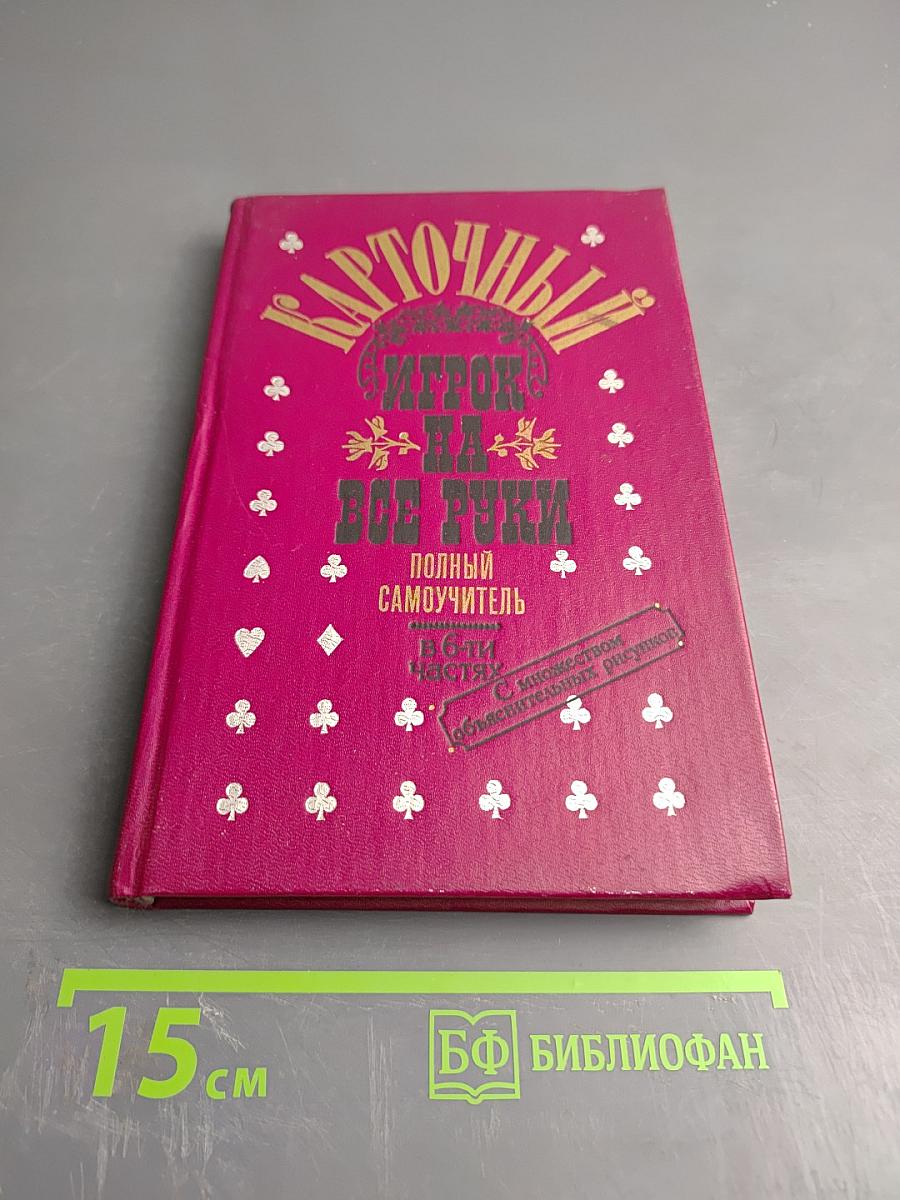 КАРТОЧНЫЙ
ИГРОК
НА
ВСЕ РУКИ
ПОЛНЫЙ
САМОУЧИТЕЛЬ
в 6-ти
частях
С множеством
объяснительных рисунков
15 см
БФ БИБЛИОФАН